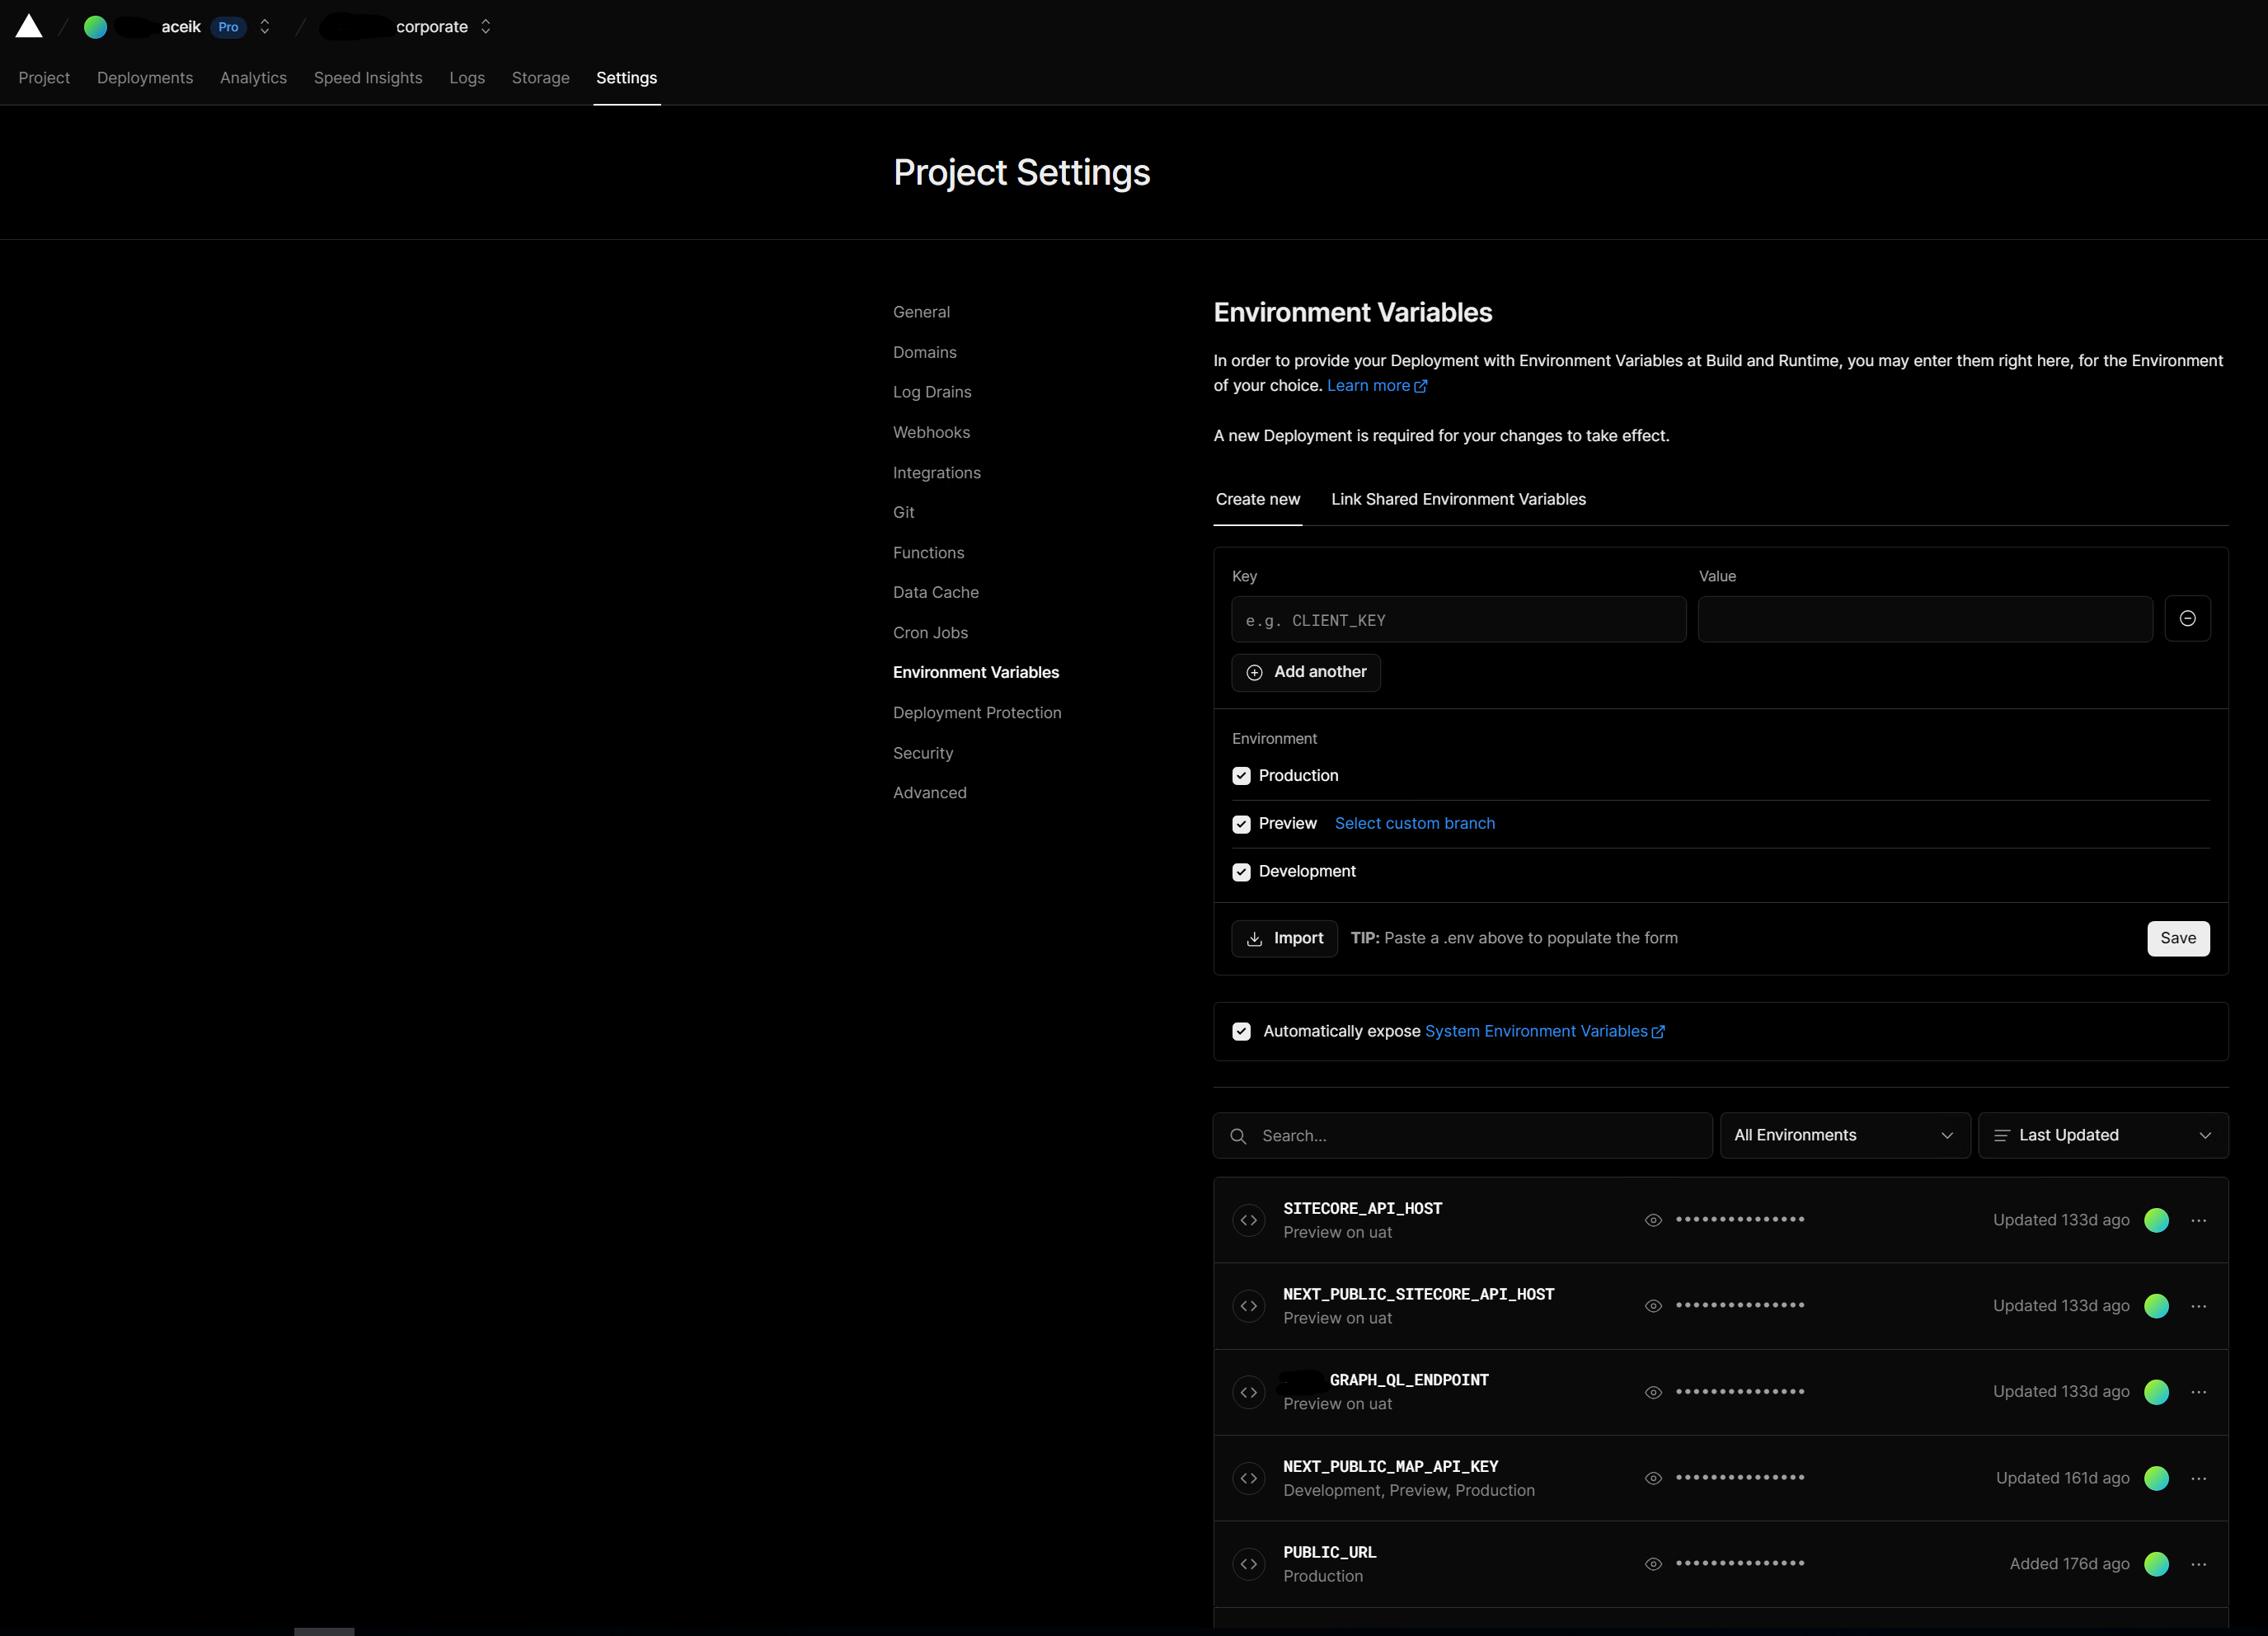 aceik Pro corporate
Project Deployments Analytics Speed Insights Logs Storage Settings
Project Settings
General
Domains
Log Drains
Webhooks
Integrations
Git
Functions
Data Cache
Cron Jobs
Environment Variables
Deployment Protection
Security
Advanced
Environment Variables
In order to provide your Deployment with Environment Variables at Build and Runtime, you may enter them right here, for the Environment
of your choice. Learn more
A new Deployment is required for your changes to take effect.
Create new Link Shared Environment Variables
Key Value
e.g. CLIENT_KEY
Add another
Environment
Production
Preview Select custom branch
Development
Import TIP: Paste a .env above to populate the form Save
Automatically expose System Environment Variables
Search... All Environments Last Updated
SITECORE_API_HOST
Preview on uat
•••••••••••••• Updated 133d ago
NEXT_PUBLIC_SITECORE_API_HOST
Preview on uat
•••••••••••••• Updated 133d ago
GRAPH_QL_ENDPOINT
Preview on uat
•••••••••••••• Updated 133d ago
NEXT_PUBLIC_MAP_API_KEY
Development, Preview, Production
•••••••••••••• Updated 161d ago
PUBLIC_URL
Production
•••••••••••••• Added 176d ago